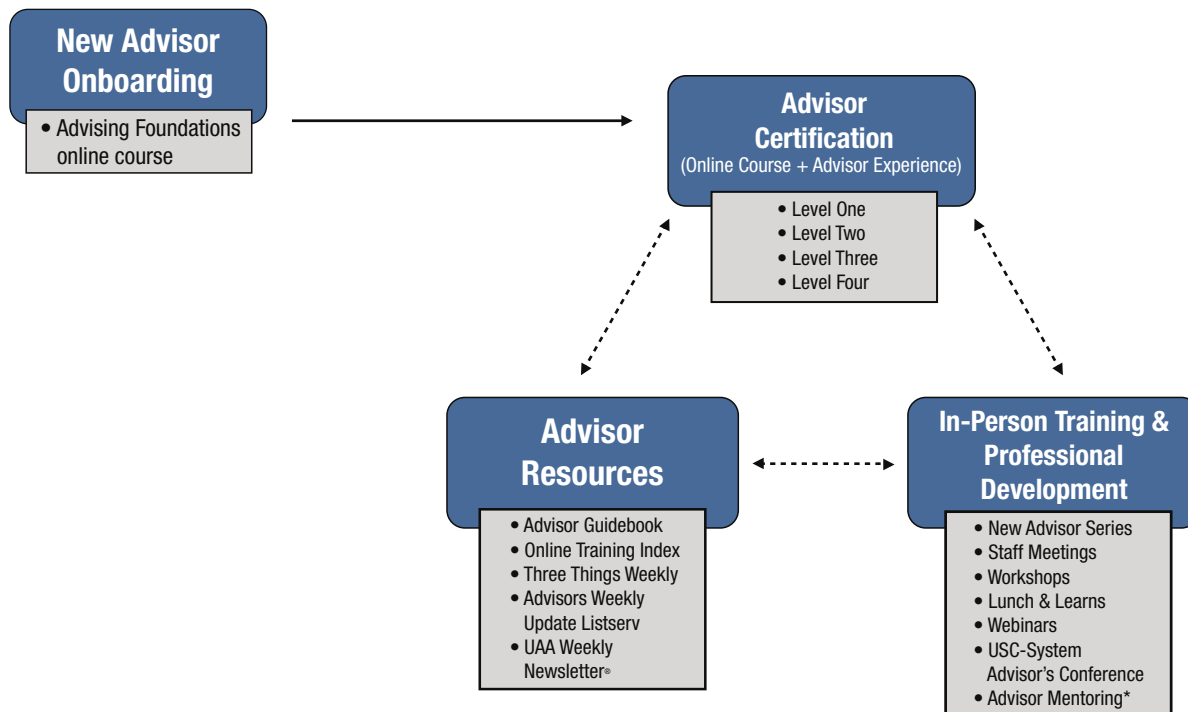 New Advisor
Onboarding
• Advising Foundations
online course
Advisor
Certification
(Online Course + Advisor Experience)
• Level One
• Level Two
• Level Three
• Level Four
Advisor
Resources
• Advisor Guidebook
• Online Training Index
• Three Things Weekly
• Advisors Weekly
Update Listserv
• UAA Weekly
Newsletter®
In-Person Training &
Professional
Development
• New Advisor Series
• Staff Meetings
• Workshops
• Lunch & Learns
• Webinars
• USC-System
Advisor’s Conference
• Advisor Mentoring*